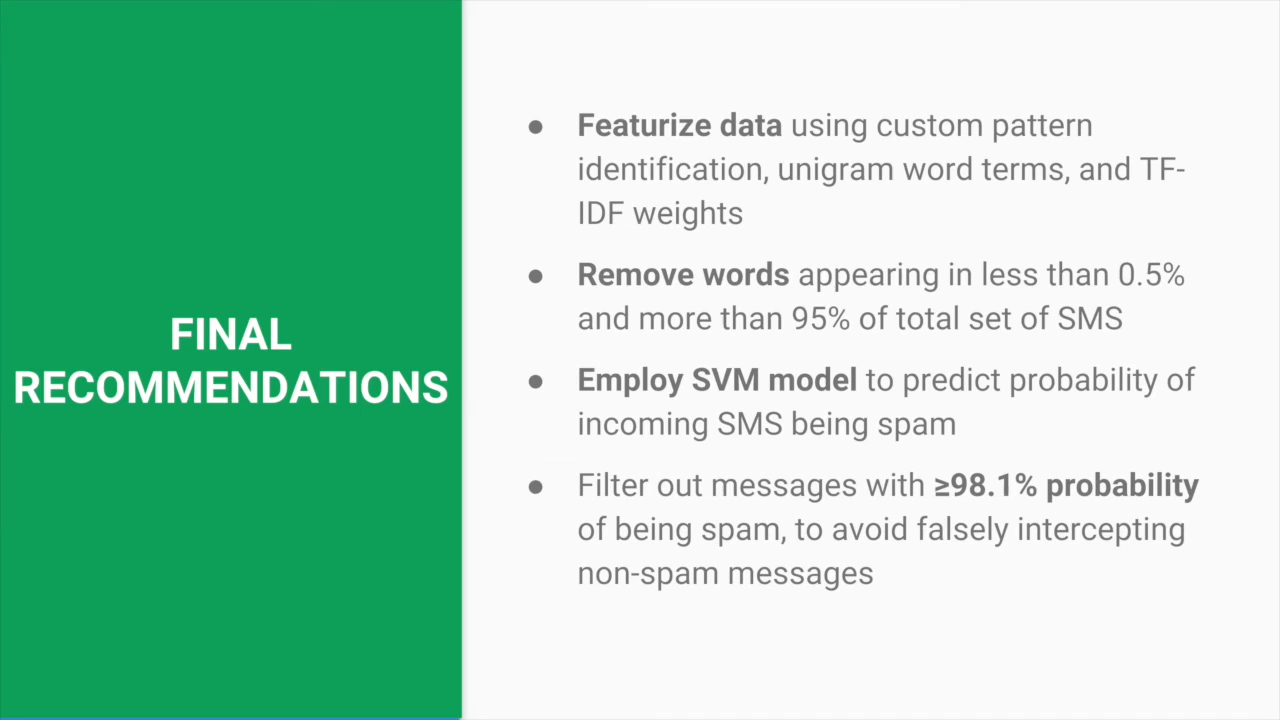 FINAL
RECOMMENDATIONS
● Featurize data using custom pattern
identification, unigram word terms, and TF-
IDF weights
● Remove words appearing in less than 0.5%
and more than 95% of total set of SMS
● Employ SVM model to predict probability of
incoming SMS being spam
● Filter out messages with ≥98.1% probability
of being spam, to avoid falsely intercepting
non-spam messages